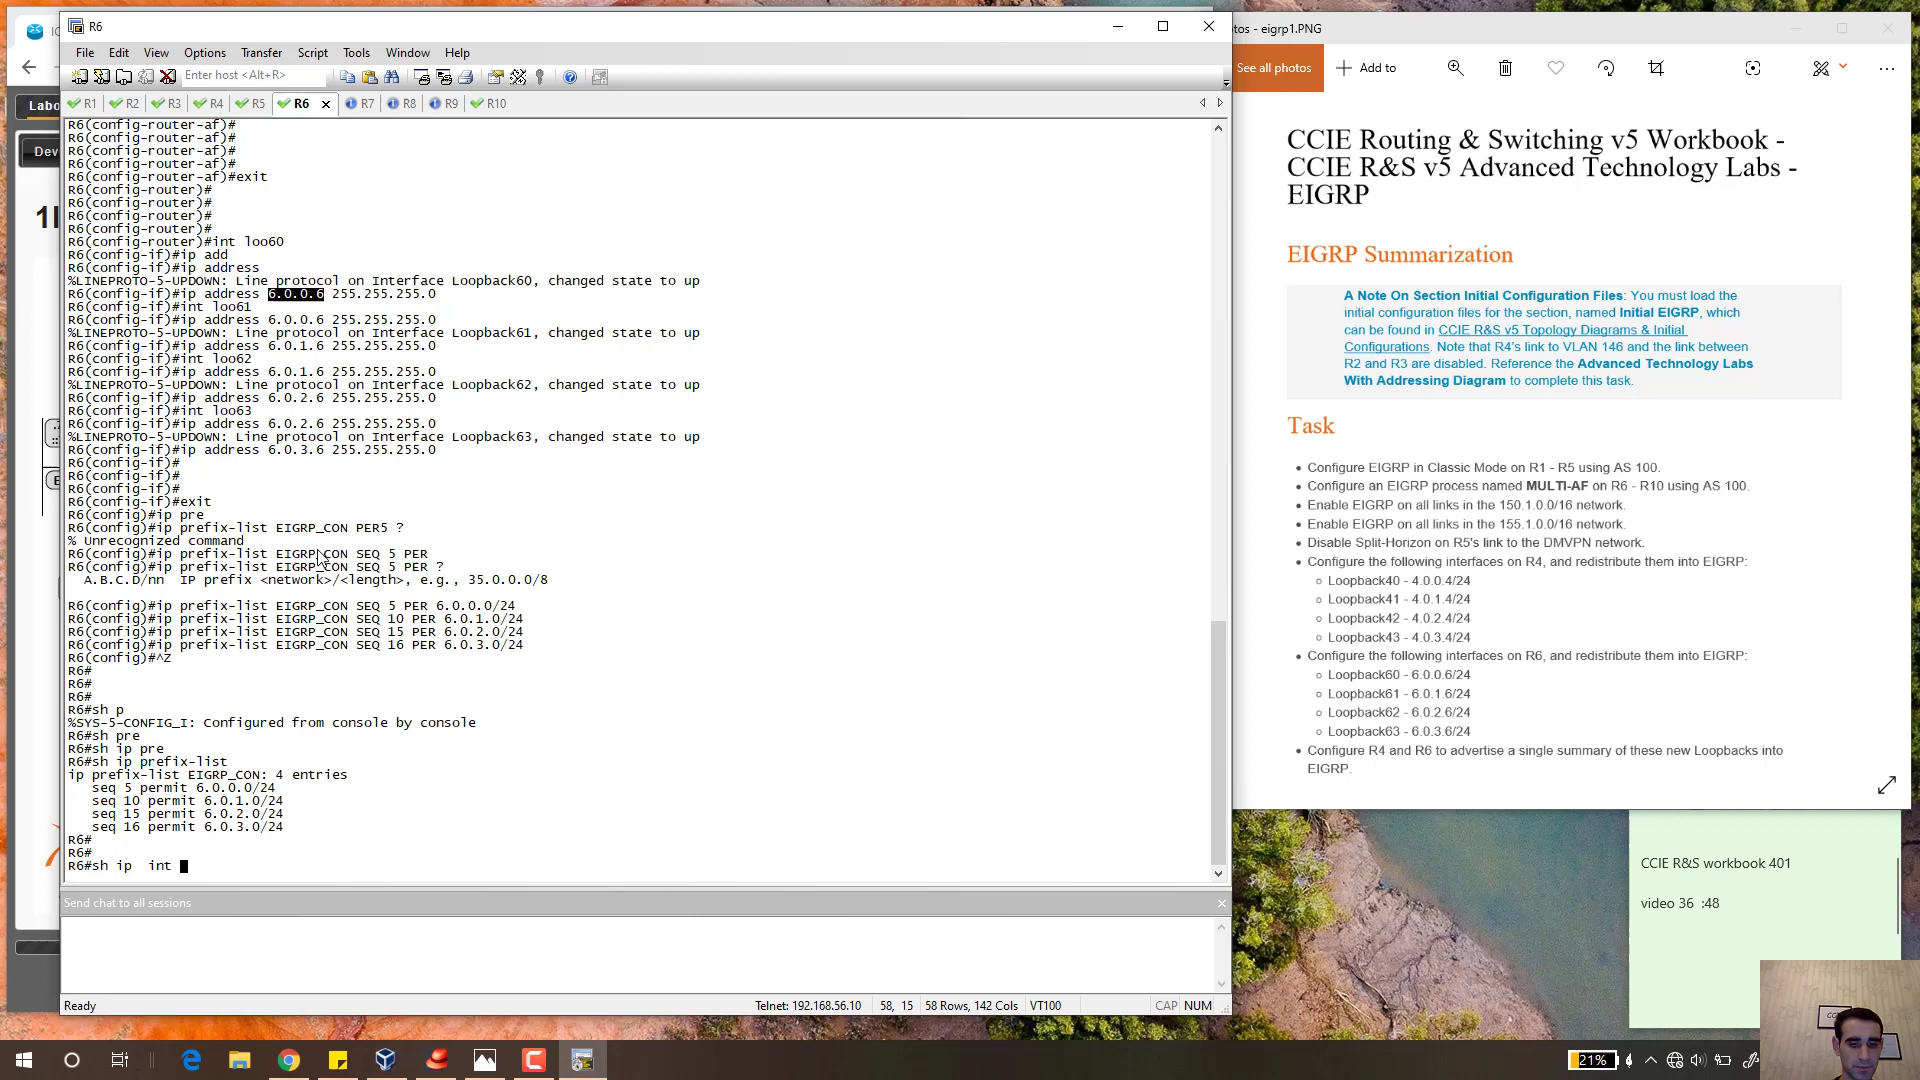 R6
File Edit View Options Transfer Script Tools Window Help
Enter host <Alt+R>
R1 R2 R3 R4 R5 R6 R7 R8 R9 R10
R6(config-router-af)#
R6(config-router-af)#
R6(config-router-af)#
R6(config-router-af)#
R6(config-router-af)#exit
R6(config-router)#
R6(config-router)#
R6(config-router)#
R6(config-router)#
R6(config-router)#int loo60
R6(config-if)#ip add
R6(config-if)#ip address
%LINEPROTO-5-UPDOWN: Line protocol on Interface Loopback60, changed state to up
R6(config-if)#ip address 6.0.0.6 255.255.255.0
R6(config-if)#int loo61
R6(config-if)#ip address 6.0.0.6 255.255.255.0
%LINEPROTO-5-UPDOWN: Line protocol on Interface Loopback61, changed state to up
R6(config-if)#ip address 6.0.1.6 255.255.255.0
R6(config-if)#int loo62
R6(config-if)#ip address 6.0.1.6 255.255.255.0
%LINEPROTO-5-UPDOWN: Line protocol on Interface Loopback62, changed state to up
R6(config-if)#ip address 6.0.2.6 255.255.255.0
R6(config-if)#int loo63
R6(config-if)#ip address 6.0.2.6 255.255.255.0
%LINEPROTO-5-UPDOWN: Line protocol on Interface Loopback63, changed state to up
R6(config-if)#ip address 6.0.3.6 255.255.255.0
R6(config-if)#
R6(config-if)#
R6(config-if)#
R6(config-if)#exit
R6(config)#ip pre
R6(config)#ip prefix-list EIGRP_CON PER5 ?
% Unrecognized command
R6(config)#ip prefix-list EIGRP_CON SEQ 5 PER
R6(config)#ip prefix-list EIGRP_CON SEQ 5 PER ?
A.B.C.D/nn IP prefix <network>/<length>, e.g., 35.0.0.0/8
R6(config)#ip prefix-list EIGRP_CON SEQ 5 PER 6.0.0.0/24
R6(config)#ip prefix-list EIGRP_CON SEQ 10 PER 6.0.1.0/24
R6(config)#ip prefix-list EIGRP_CON SEQ 15 PER 6.0.2.0/24
R6(config)#ip prefix-list EIGRP_CON SEQ 16 PER 6.0.3.0/24
R6(config)#^Z
R6#
R6#
R6#
R6#sh p
%SYS-5-CONFIG_I: Configured from console by console
R6#sh pre
R6#sh ip pre
R6#sh ip prefix-list
ip prefix-list EIGRP_CON: 4 entries
seq 5 permit 6.0.0.0/24
seq 10 permit 6.0.1.0/24
seq 15 permit 6.0.2.0/24
seq 16 permit 6.0.3.0/24
R6#
R6#
R6#sh ip  int
Send chat to all sessions
Ready Telnet: 192.168.56.10 58, 15 58 Rows, 142 Cols VT100 CAP NUM
Labo
Dev
tos - eigrp1.PNG
See all photos Add to
CCIE Routing & Switching v5 Workbook -
CCIE R&S v5 Advanced Technology Labs -
EIGRP
EIGRP Summarization
A Note On Section Initial Configuration Files: You must load the
initial configuration files for the section, named Initial EIGRP, which
can be found in CCIE R&S v5 Topology Diagrams & Initial
Configurations. Note that R4's link to VLAN 146 and the link between
R2 and R3 are disabled. Reference the Advanced Technology Labs
With Addressing Diagram to complete this task.
Task
• Configure EIGRP in Classic Mode on R1 - R5 using AS 100.
• Configure an EIGRP process named MULTI-AF on R6 - R10 using AS 100.
• Enable EIGRP on all links in the 150.1.0.0/16 network.
• Enable EIGRP on all links in the 155.1.0.0/16 network.
• Disable Split-Horizon on R5's link to the DMVPN network.
• Configure the following interfaces on R4, and redistribute them into EIGRP:
○ Loopback40 - 4.0.0.4/24
○ Loopback41 - 4.0.1.4/24
○ Loopback42 - 4.0.2.4/24
○ Loopback43 - 4.0.3.4/24
• Configure the following interfaces on R6, and redistribute them into EIGRP:
○ Loopback60 - 6.0.0.6/24
○ Loopback61 - 6.0.1.6/24
○ Loopback62 - 6.0.2.6/24
○ Loopback63 - 6.0.3.6/24
• Configure R4 and R6 to advertise a single summary of these new Loopbacks into
EIGRP.
CCIE R&S workbook 401
video 36 :48
21%